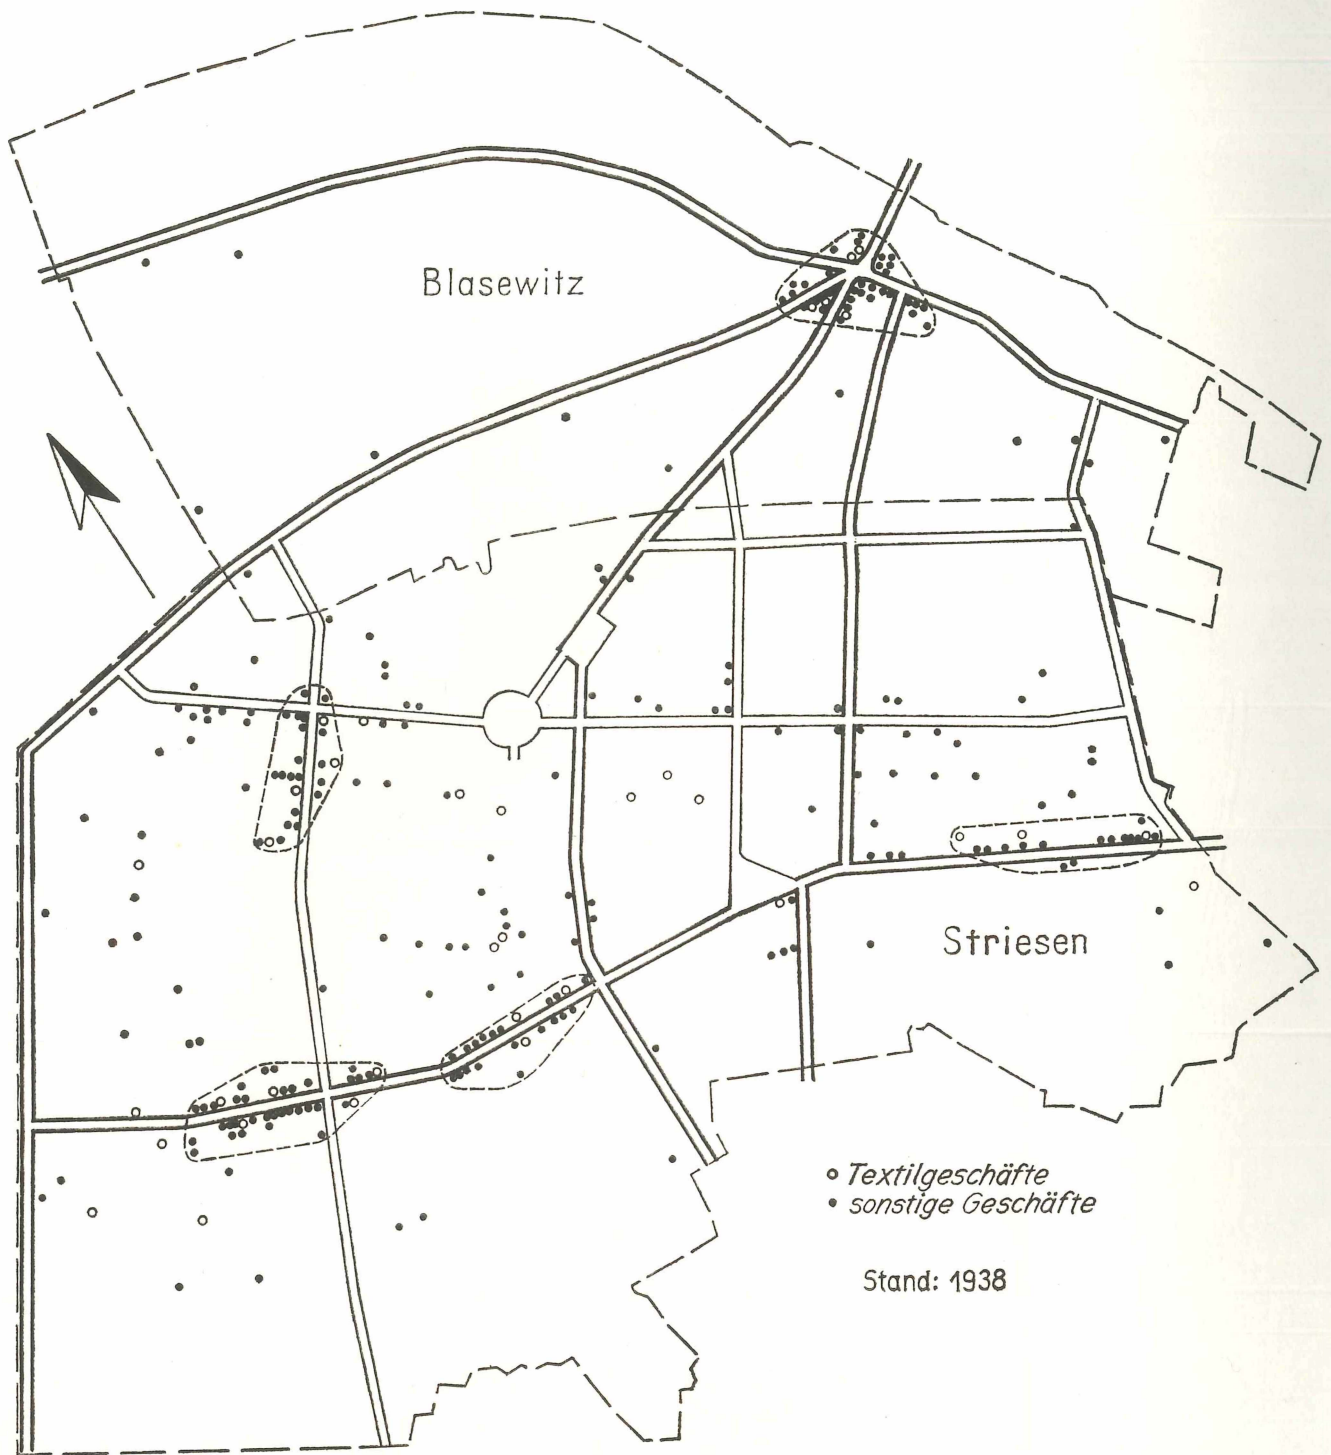 Blasewitz
Striesen
Textilgeschäfte
sonstige Geschäfte
Stand: 1938